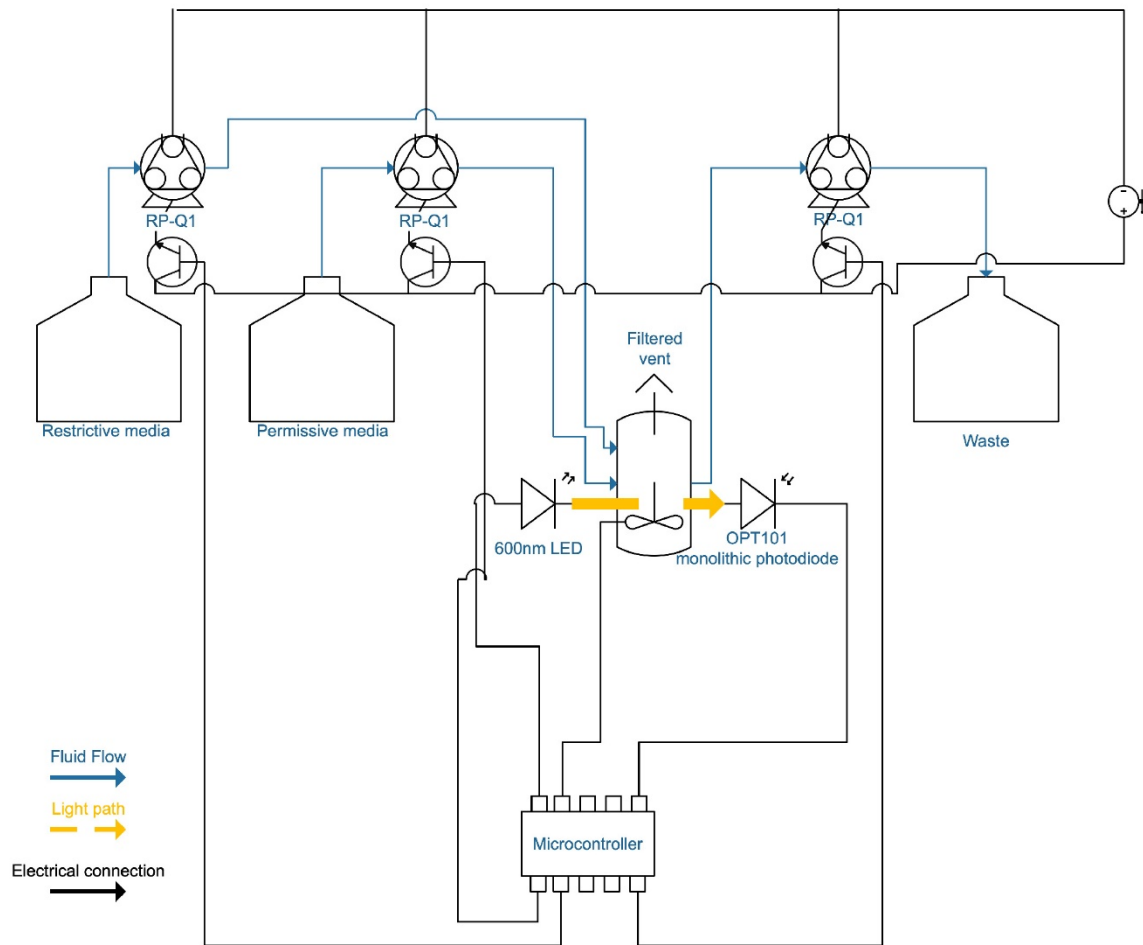 RP-Q1
RP-Q1
RP-Q1
-
+
Filtered
vent
Restrictive media
Permissive media
Waste
600nm LED
OPT101
monolithic photodiode
Fluid Flow
Light path
Microcontroller
Electrical connection